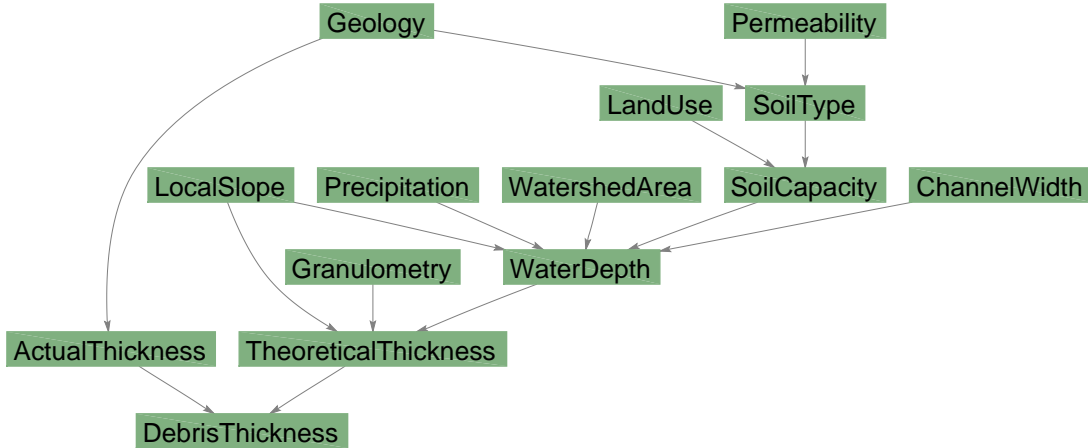 Geology
Permeability
LandUse
SoilType
LocalSlope
Precipitation
WatershedArea
SoilCapacity
ChannelWidth
Granulometry
WaterDepth
ActualThickness
TheoreticalThickness
DebrisThickness